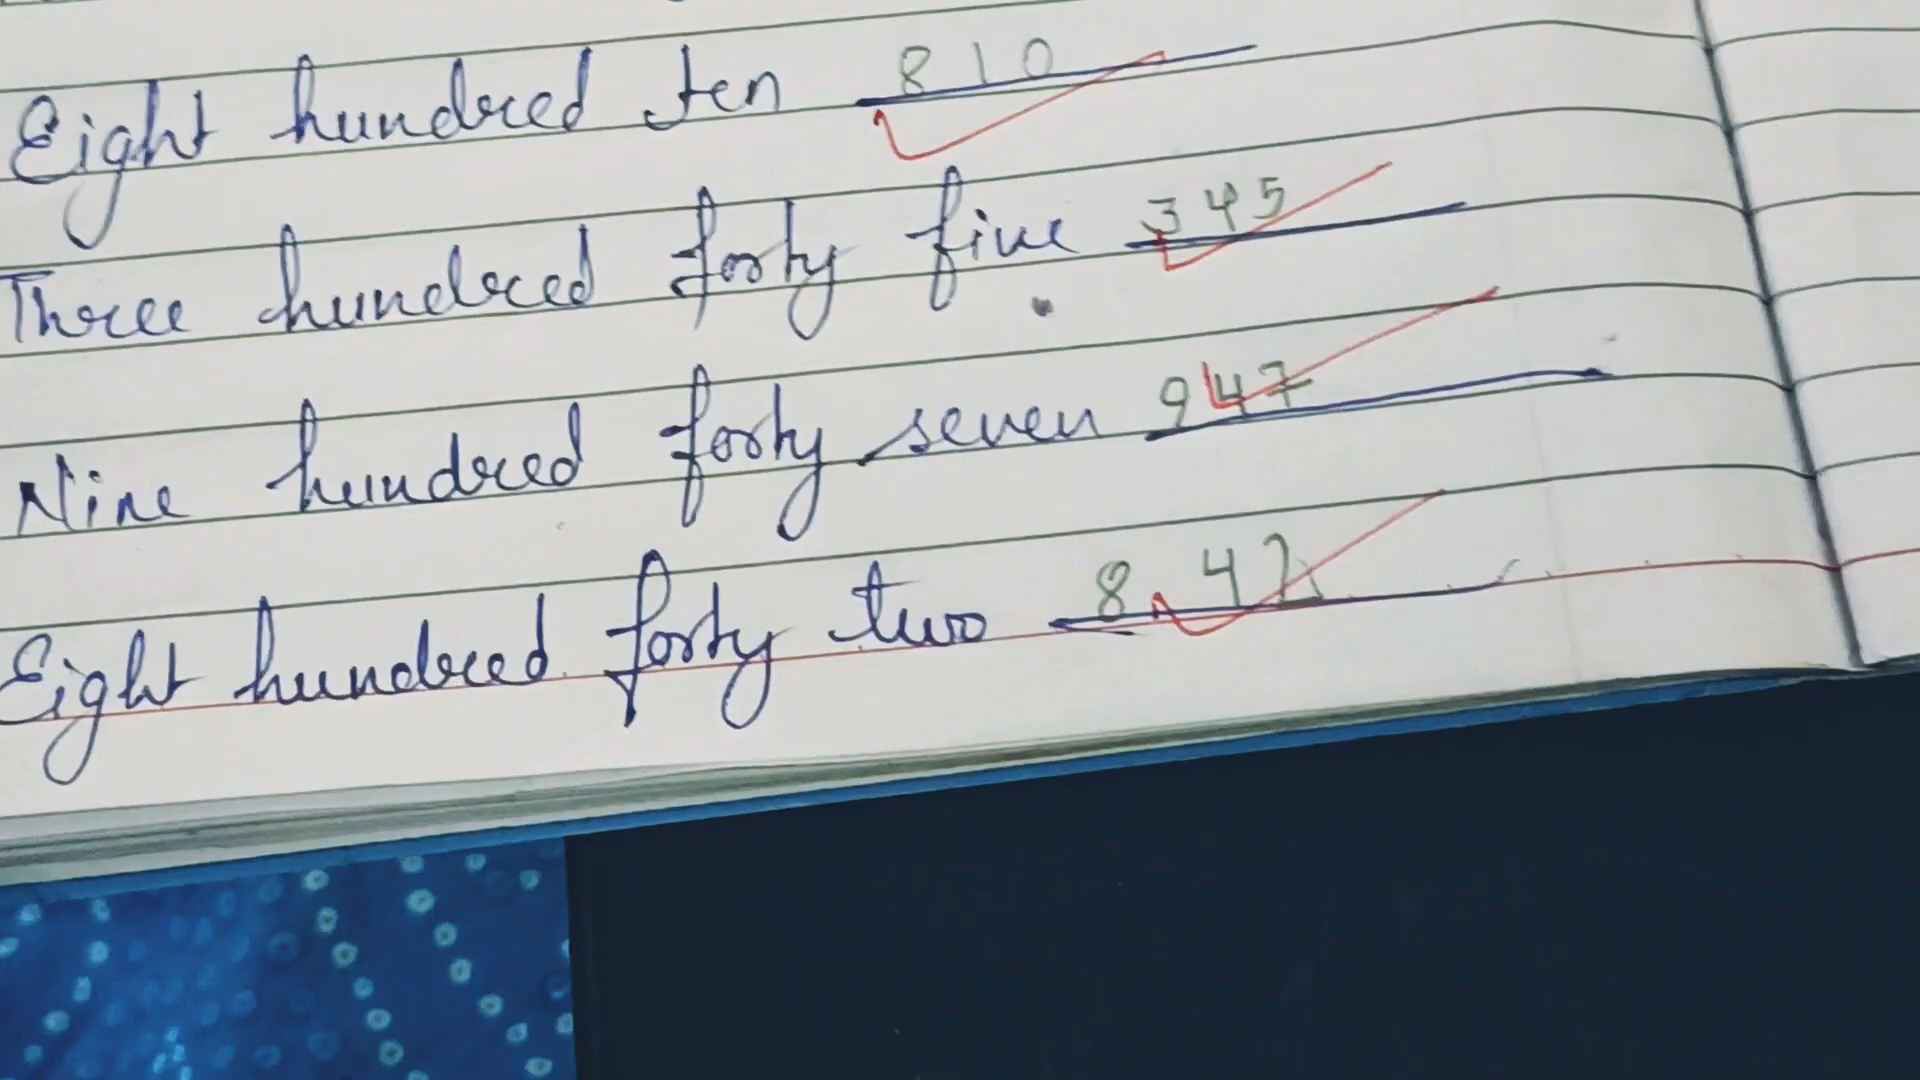 Eight hundred ten 810
Three hundred forty five 345
Nine hundred forty seven 947
Eight hundred forty two 842